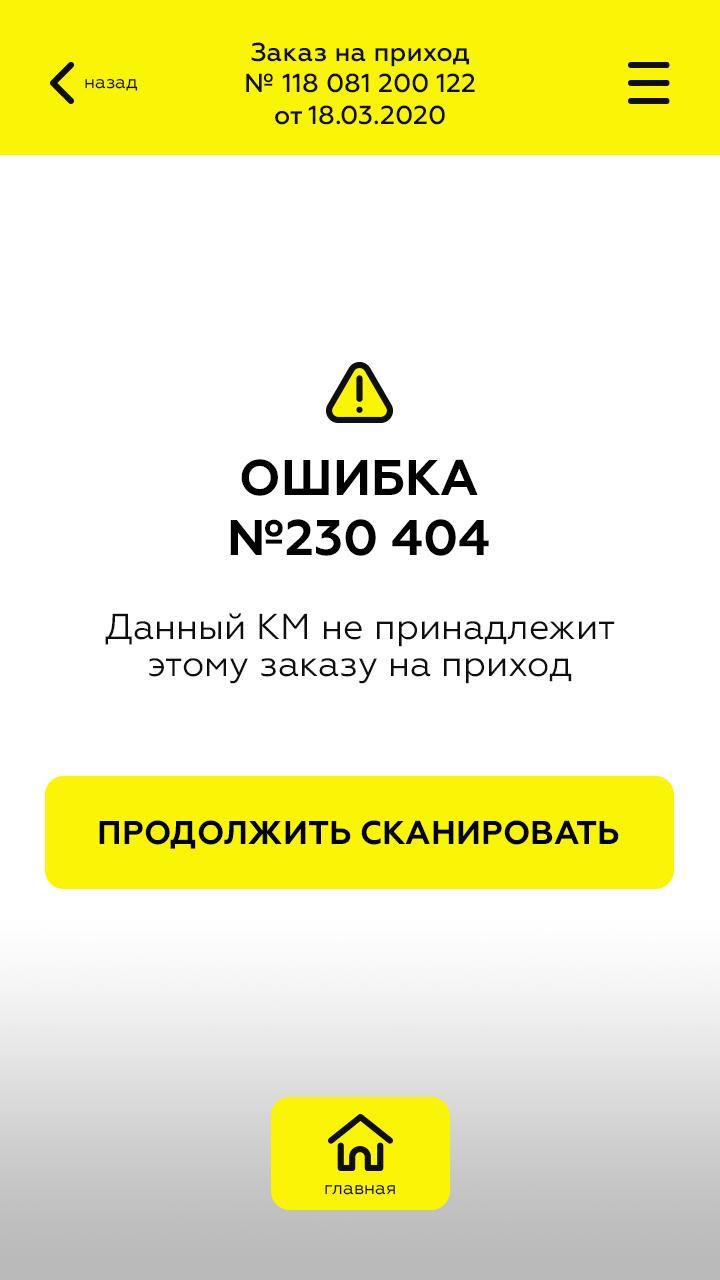 назад
Заказ на приход
№ 118 081 200 122
от 18.03.2020
ОШИБКА
№230 404
Данный КМ не принадлежит
этому заказу на приход
ПРОДОЛЖИТЬ СКАНИРОВАТЬ
главная